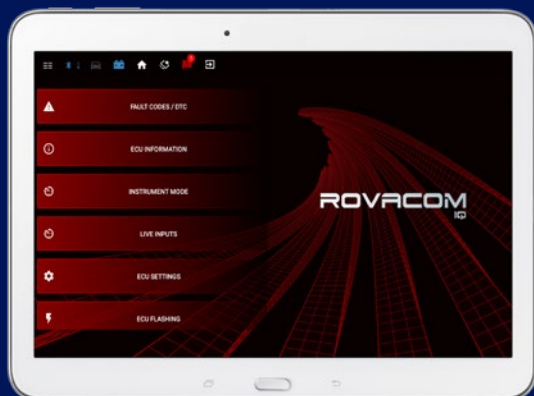 FAULT CODES / DTC
ECU INFORMATION
INSTRUMENT MODE
LIVE INPUTS
ECU SETTINGS
ECU FLASHING
ROVACOM
IQ